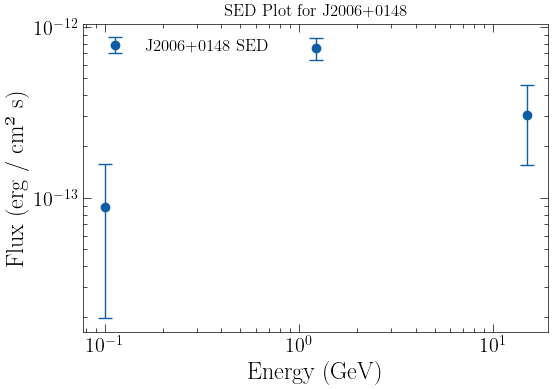 SED Plot for J2006+0148
J2006+0148 SED
10⁻¹²
10⁻¹³
Flux (erg / cm² s)
10⁻¹ 10⁰ 10¹
Energy (GeV)